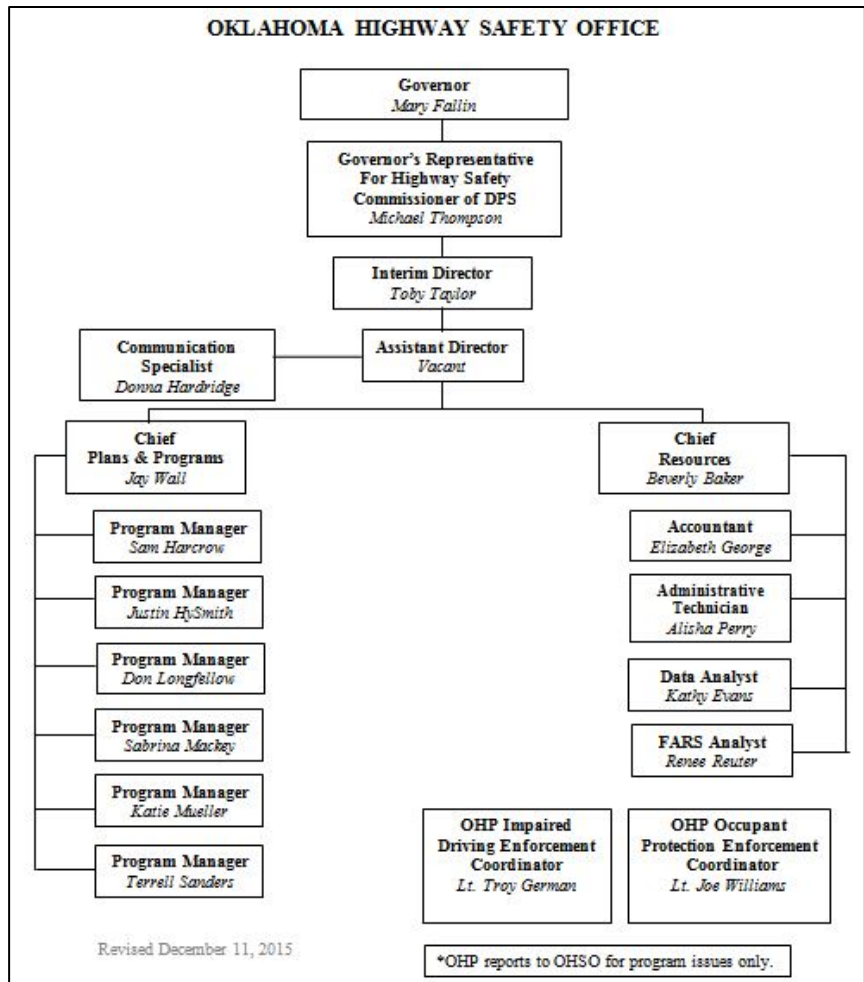 OKLAHOMA HIGHWAY SAFETY OFFICE
Governor
Mary Fallin
Governor's Representative
For Highway Safety
Commissioner of DPS
Michael Thompson
Interim Director
Toby Taylor
Communication
Specialist
Donna Hardridge
Assistant Director
Vacant
Chief
Plans & Programs
Jay Wall
Program Manager
Sam Harcrow
Program Manager
Justin HySmith
Program Manager
Don Longfellow
Program Manager
Sabrina Mackey
Program Manager
Katie Mueller
Program Manager
Terrell Sanders
Chief
Resources
Beverly Baker
Accountant
Elizabeth George
Administrative
Technician
Alisha Perry
Data Analyst
Kathy Evans
FARS Analyst
Renee Reuter
OHP Impaired
Driving Enforcement
Coordinator
Lt. Troy German
OHP Occupant
Protection Enforcement
Coordinator
Lt. Joe Williams
Revised December 11, 2015
*OHP reports to OHSO for program issues only.